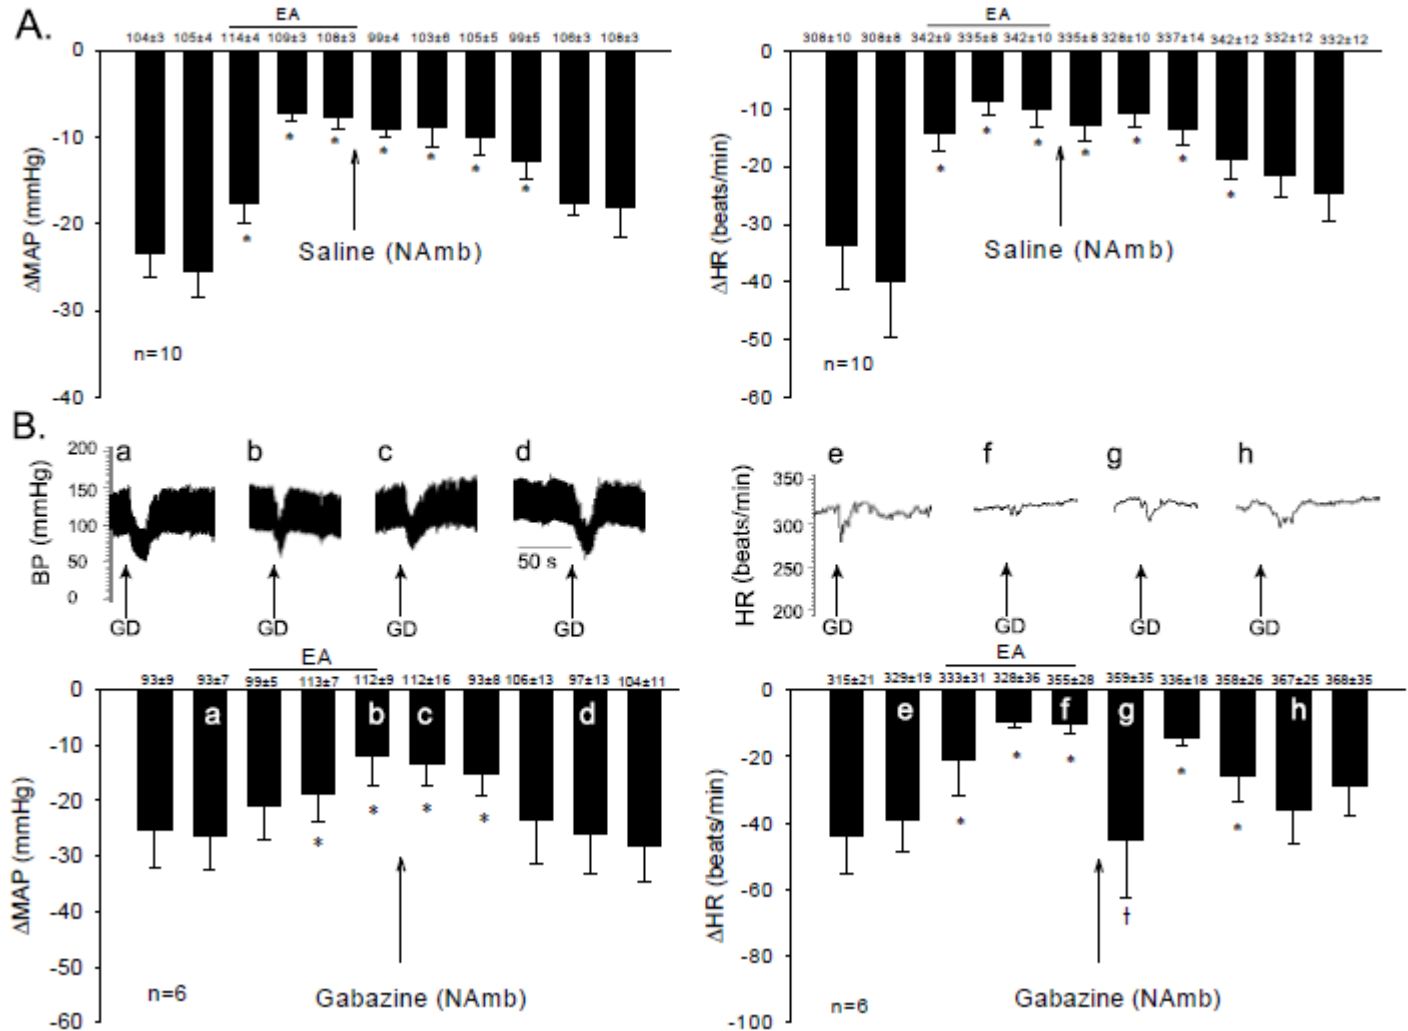 A.
EA
104±3 105±4 114±4 109±3 108±3 99±4 103±6 105±5 99±5 106±3 108±3
0
-10
-20
-30
-40
ΔMAP (mmHg)
* * * * * * * *
Saline (NAmb)
n=10
EA
308±10 308±8 342±9 335±8 342±10 335±8 328±10 337±14 342±12 332±12 332±12
0
-10
-20
-30
-40
-50
-60
ΔHR (beats/min)
* * * * * * *
Saline (NAmb)
n=10
B.
a b c d
200
150
100
50
0
BP (mmHg)
50 s
GD GD GD GD
e f g h
350
300
250
200
HR (beats/min)
GD GD GD GD
EA
93±9 93±7 99±5 113±7 112±9 112±16 93±8 106±13 97±13 104±11
a b c d
0
-10
-20
-30
-40
-50
-60
ΔMAP (mmHg)
* * * *
n=6
Gabazine (NAmb)
EA
315±21 329±19 333±31 328±36 355±28 359±35 336±18 358±26 367±25 368±35
e f g h
0
-20
-40
-60
-80
-100
ΔHR (beats/min)
* * * † * *
n=6
Gabazine (NAmb)